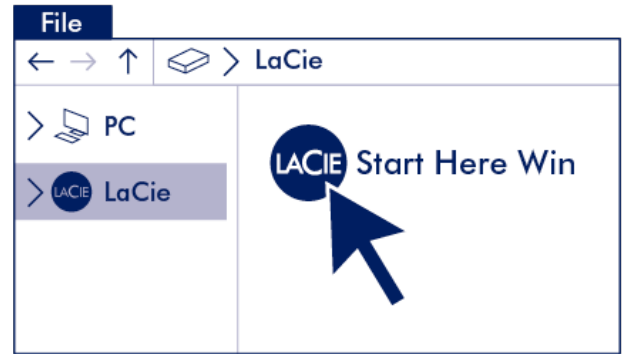 File
LaCie
PC
LACIE LaCie
LACIE Start Here Win